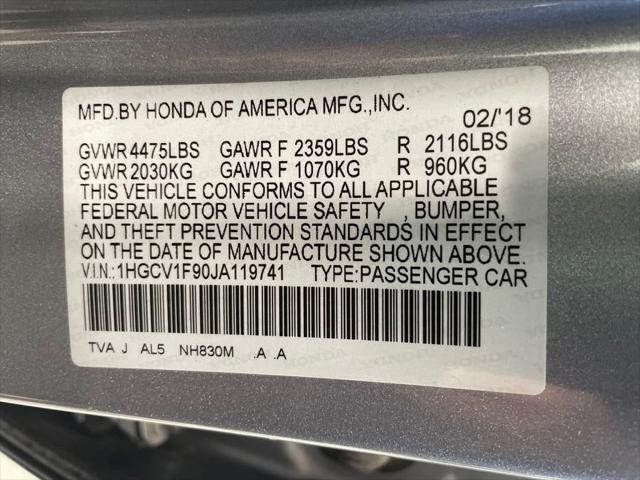 MFD.BY HONDA OF AMERICA MFG.,INC. 02/'18
GVWR 4475LBS GAWR F 2359LBS R 2116LBS
GVWR 2030KG GAWR F 1070KG R 960KG
THIS VEHICLE CONFORMS TO ALL APPLICABLE
FEDERAL MOTOR VEHICLE SAFETY , BUMPER,
AND THEFT PREVENTION STANDARDS IN EFFECT
ON THE DATE OF MANUFACTURE SHOWN ABOVE.
V.I.N.:1HGCV1F90JA119741 TYPE:PASSENGER CAR
TVA J AL5 NH830M .A .A